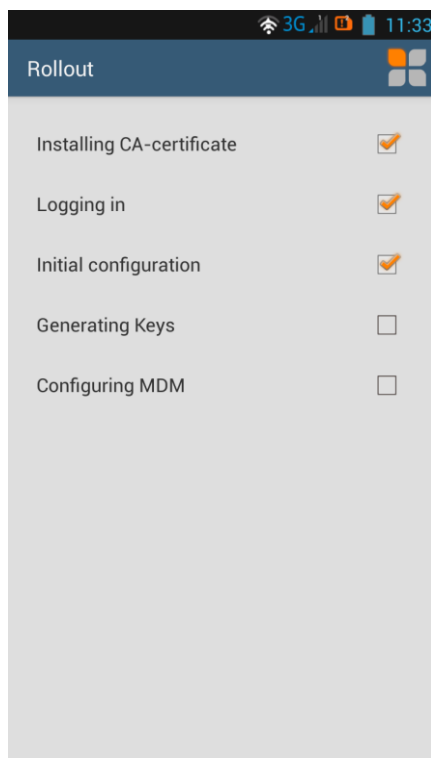 3G 11:33
Rollout
Installing CA-certificate
Logging in
Initial configuration
Generating Keys
Configuring MDM